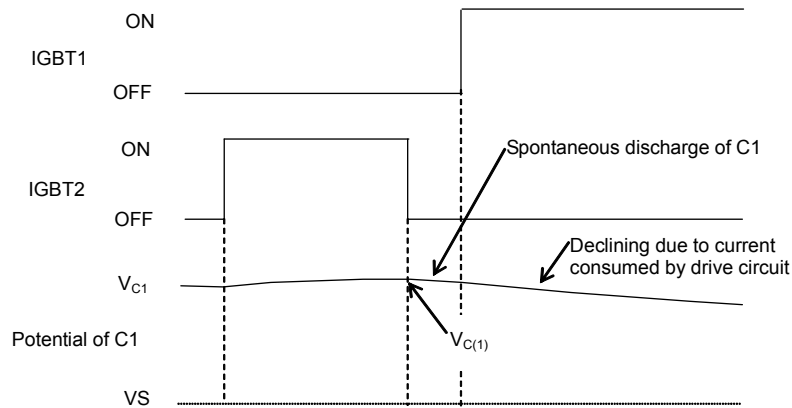 ON
IGBT1
OFF
ON
Spontaneous discharge of C1
IGBT2
OFF
Declining due to current
consumed by drive circuit
VC1
VC(1)
Potential of C1
VS